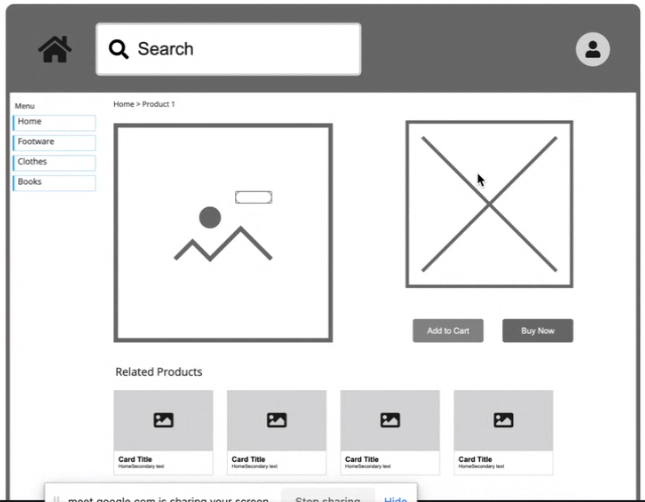 Search
Menu
Home
Footware
Clothes
Books
Home > Product 1
Add to Cart
Buy Now
Related Products
Card Title
HomeSecondary text
Card Title
HomeSecondary text
Card Title
HomeSecondary text
Card Title
HomeSecondary text
meet.google.com is sharing your screen.
Stop sharing
Hide